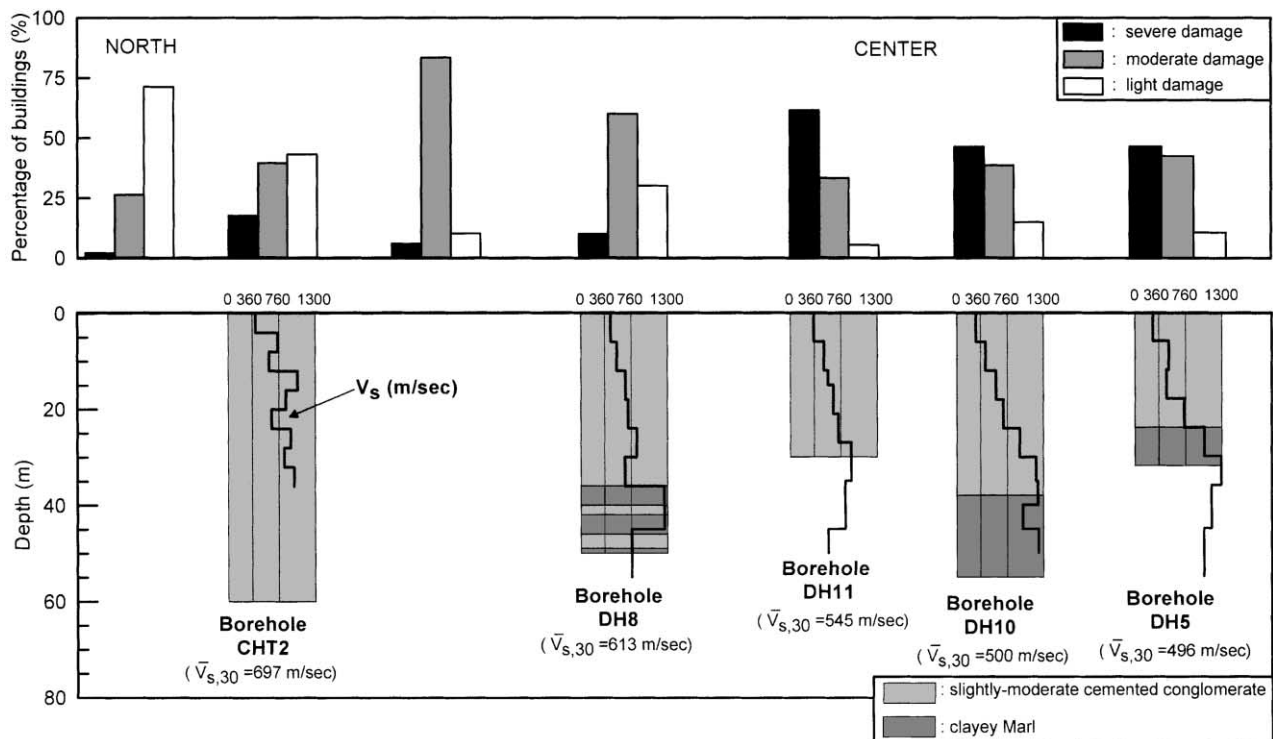 Percentage of buildings (%)
100
75
50
25
0
NORTH
CENTER
: severe damage
: moderate damage
: light damage
0 360 760 1300
0 360 760 1300
0 360 760 1300
0 360 760 1300
0 360 760 1300
Depth (m)
0
20
40
60
80
Vs (m/sec)
Borehole
CHT2
( V̄s,30 =697 m/sec)
Borehole
DH8
( V̄s,30 =613 m/sec)
Borehole
DH11
( V̄s,30 =545 m/sec)
Borehole
DH10
( V̄s,30 =500 m/sec)
Borehole
DH5
( V̄s,30 =496 m/sec)
: slightly-moderate cemented conglomerate
: clayey Marl